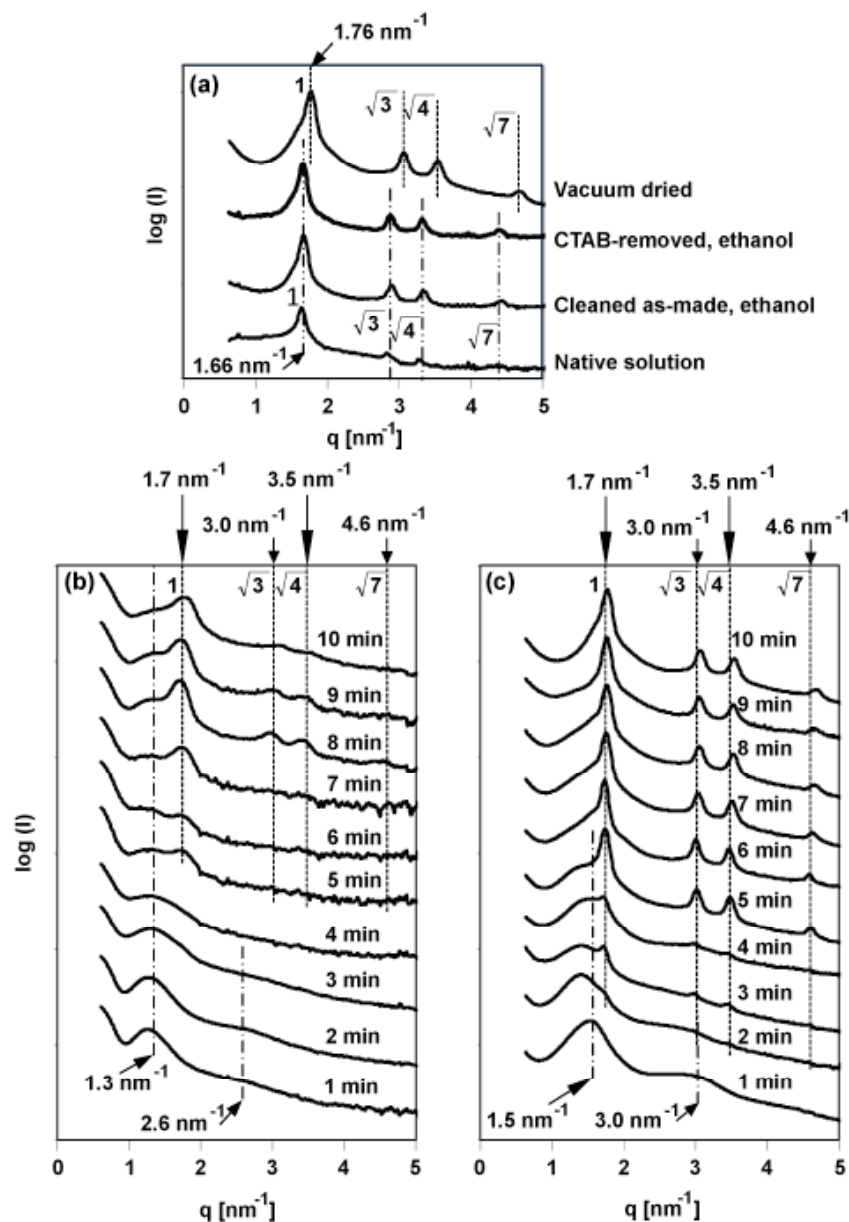 1.76 nm⁻¹
(a)
1
√3
√4
√7
Vacuum dried
CTAB-removed, ethanol
Cleaned as-made, ethanol
1
√3
√4
√7
1.66 nm⁻¹
Native solution
log (I)
0 1 2 3 4 5
q [nm⁻¹]
1.7 nm⁻¹
3.5 nm⁻¹
3.0 nm⁻¹
4.6 nm⁻¹
(b)
1
√3
√4
√7
10 min
9 min
8 min
7 min
6 min
5 min
4 min
3 min
2 min
1 min
1.3 nm⁻¹
2.6 nm⁻¹
log (I)
0 1 2 3 4 5
q [nm⁻¹]
1.7 nm⁻¹
3.5 nm⁻¹
3.0 nm⁻¹
4.6 nm⁻¹
(c)
1
√3
√4
√7
10 min
9 min
8 min
7 min
6 min
5 min
4 min
3 min
2 min
1 min
1.5 nm⁻¹
3.0 nm⁻¹
0 1 2 3 4 5
q [nm⁻¹]